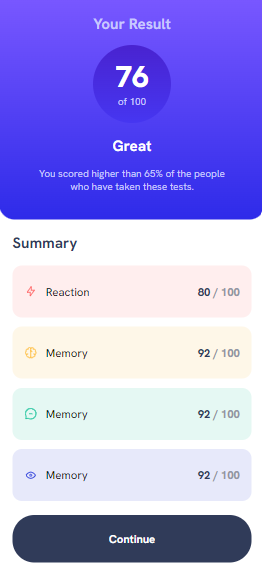 Your Result
76
of 100
Great
You scored higher than 65% of the people
who have taken these tests.
Summary
Reaction 80 / 100
Memory 92 / 100
Memory 92 / 100
Memory 92 / 100
Continue